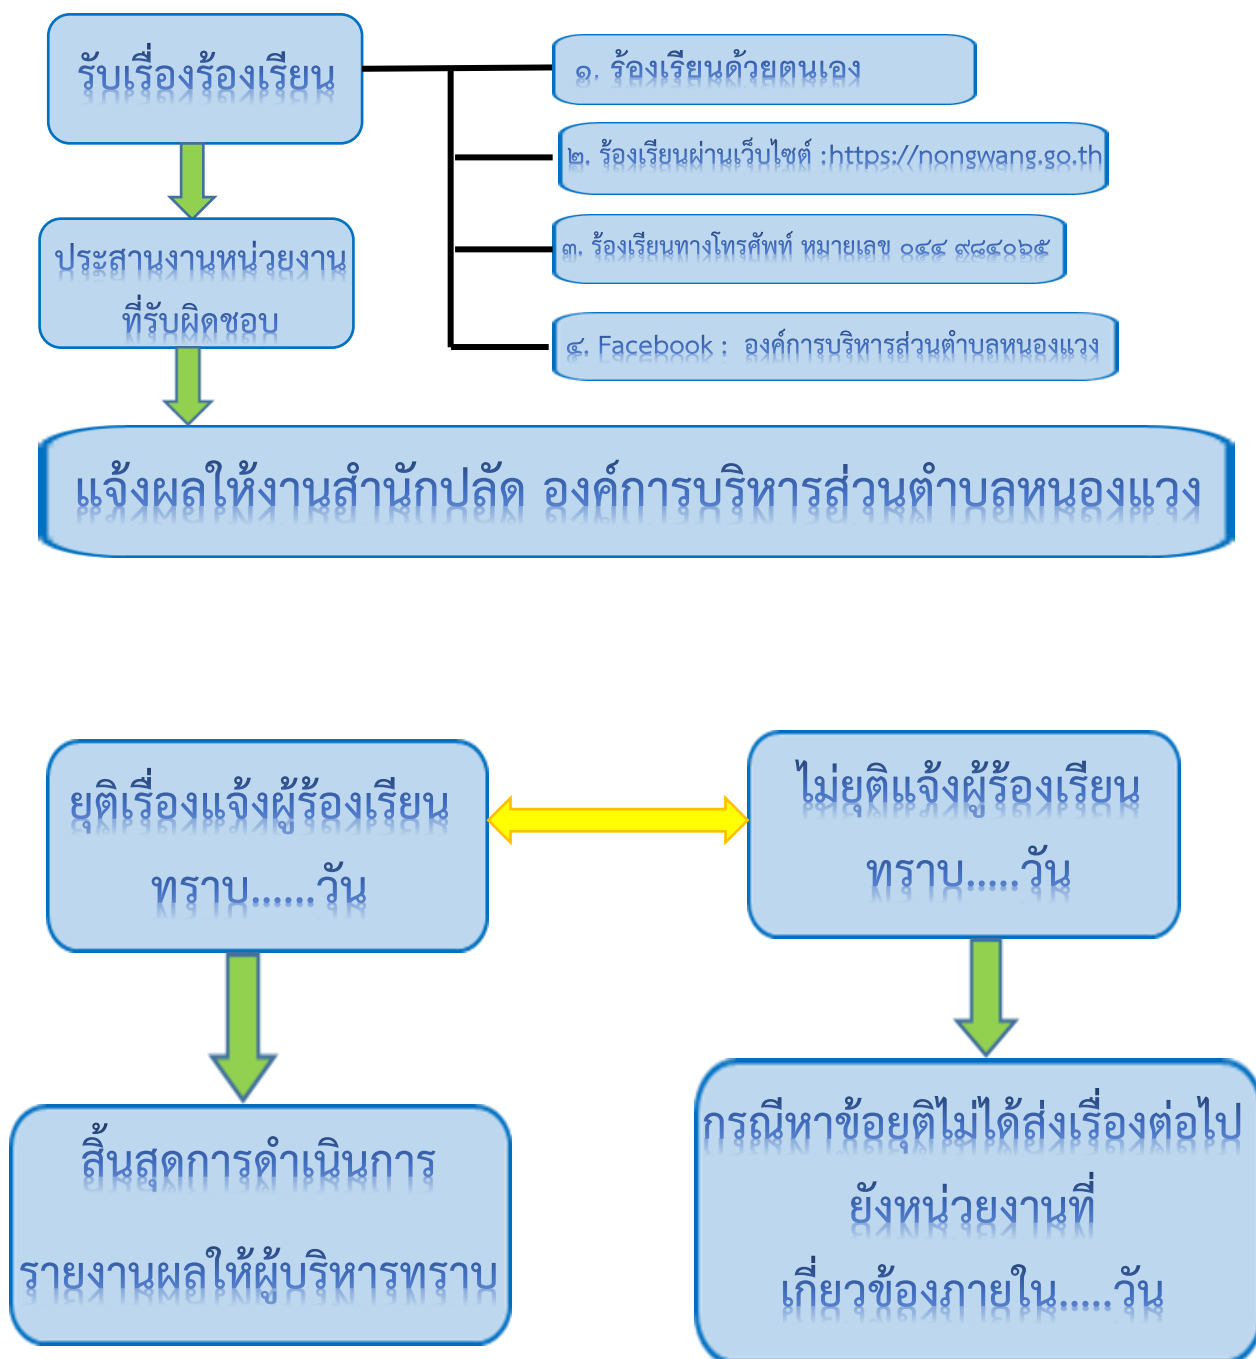 รับเรื่องร้องเรียน
๑. ร้องเรียนด้วยตนเอง
๒. ร้องเรียนผ่านเว็บไซต์ :https://nongwang.go.th
๓. ร้องเรียนทางโทรศัพท์ หมายเลข ๐๔๔ ๙๘๔๐๖๕
๔. Facebook : องค์การบริหารส่วนตำบลหนองแวง
ประสานงานหน่วยงาน
ที่รับผิดชอบ
แจ้งผลให้งานสำนักปลัด องค์การบริหารส่วนตำบลหนองแวง
ยุติเรื่องแจ้งผู้ร้องเรียน
ทราบ......วัน
ไม่ยุติแจ้งผู้ร้องเรียน
ทราบ.....วัน
สิ้นสุดการดำเนินการ
รายงานผลให้ผู้บริหารทราบ
กรณีหาข้อยุติไม่ได้ส่งเรื่องต่อไป
ยังหน่วยงานที่
เกี่ยวข้องภายใน.....วัน